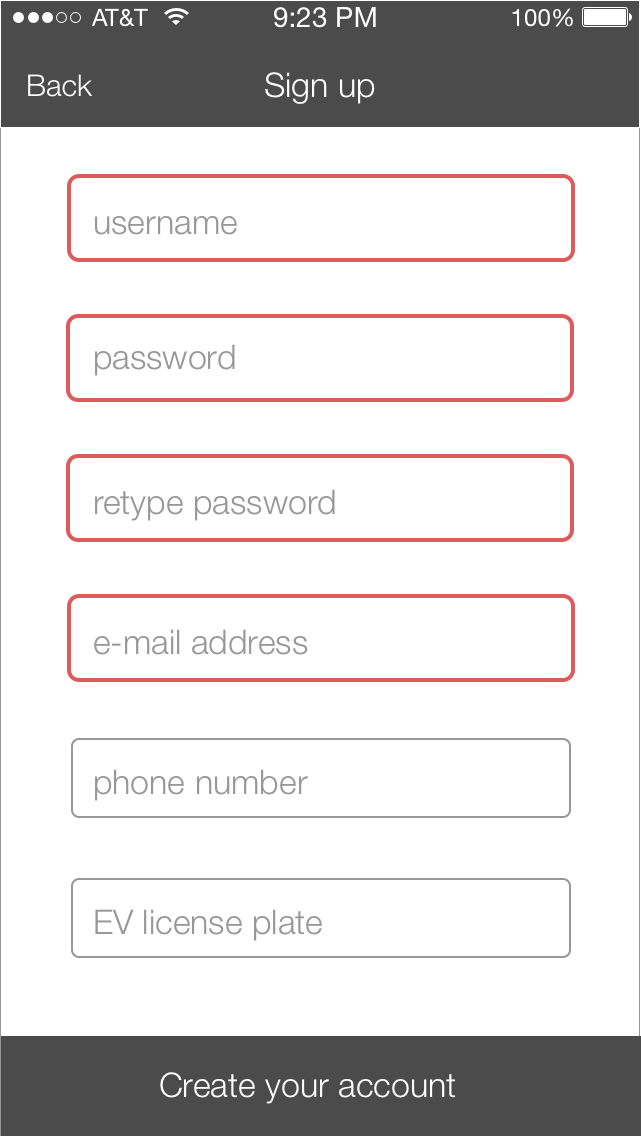 AT&T 9:23 PM 100%
Back Sign up
username
password
retype password
e-mail address
phone number
EV license plate
Create your account